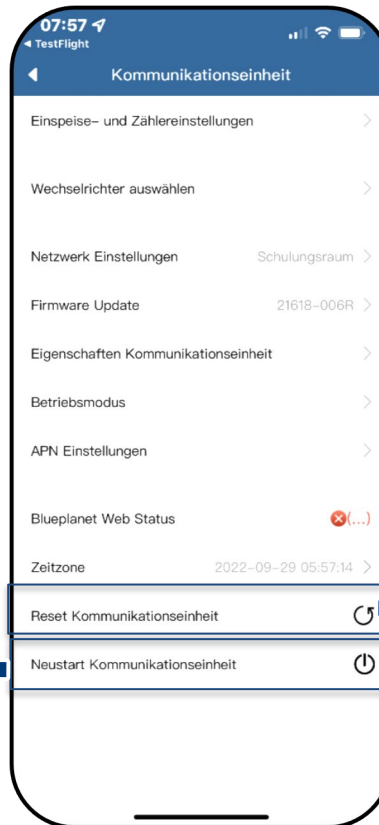 07:57
◀ TestFlight
Kommunikationseinheit
Einspeise- und Zählereinstellungen
Wechselrichter auswählen
Netzwerk Einstellungen Schulungsraum
Firmware Update 21618-006R
Eigenschaften Kommunikationseinheit
Betriebsmodus
APN Einstellungen
Blueplanet Web Status (...)
Zeitzone 2022-09-29 05:57:14
Reset Kommunikationseinheit
Neustart Kommunikationseinheit